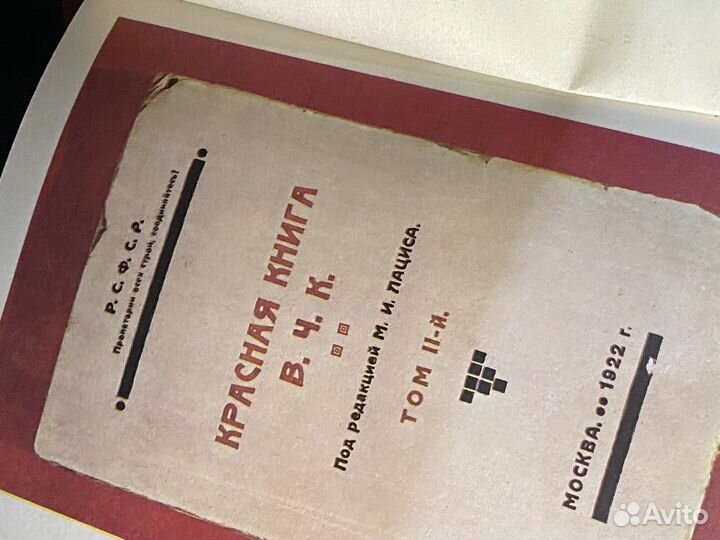 Р. С. Ф. С. Р.
Пролетарии всех стран, соединяйтесь!
КРАСНАЯ КНИГА
В. Ч. К.
Под редакцией М. И. ЛАЦИСА.
ТОМ II-й.
МОСКВА. 1922 г.
Avito